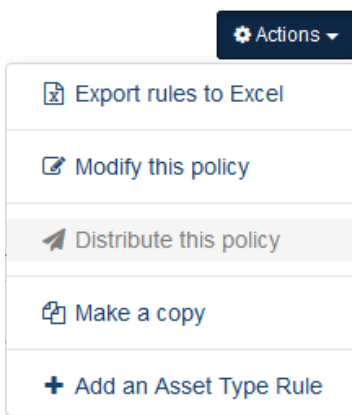 Actions
Export rules to Excel
Modify this policy
Distribute this policy
Make a copy
Add an Asset Type Rule